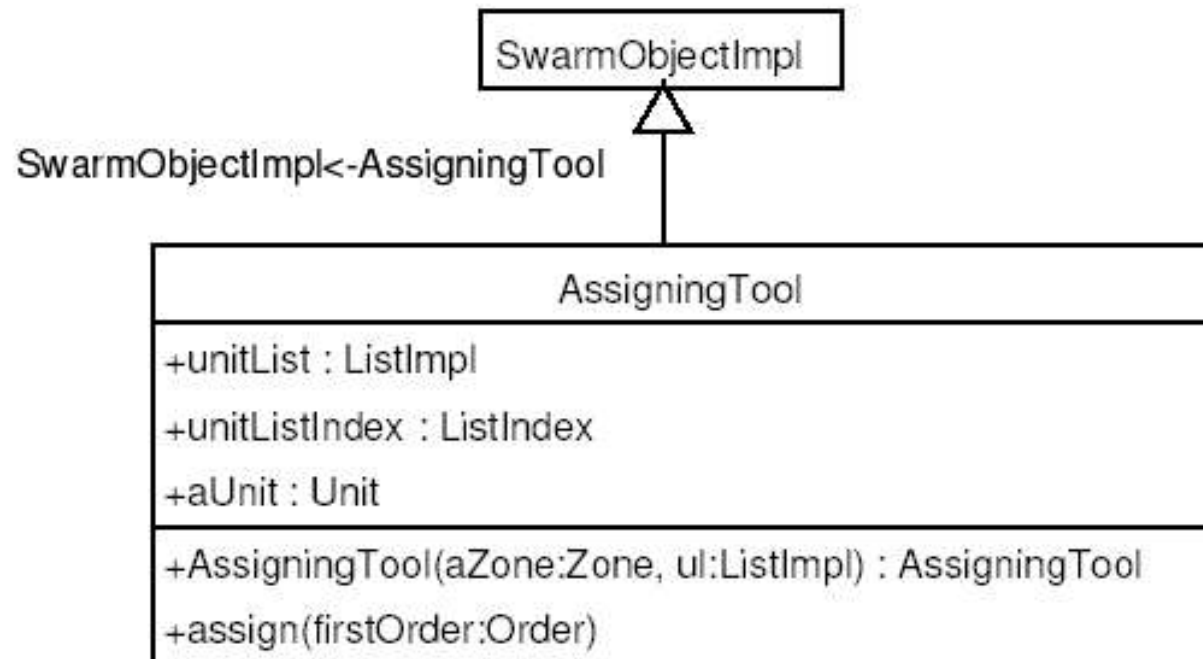 SwarmObjectImpl
SwarmObjectImpl<-AssigningTool
AssigningTool
+unitList : ListImpl
+unitListIndex : ListIndex
+aUnit : Unit
+AssigningTool(aZone:Zone, ul:ListImpl) : AssigningTool
+assign(firstOrder:Order)